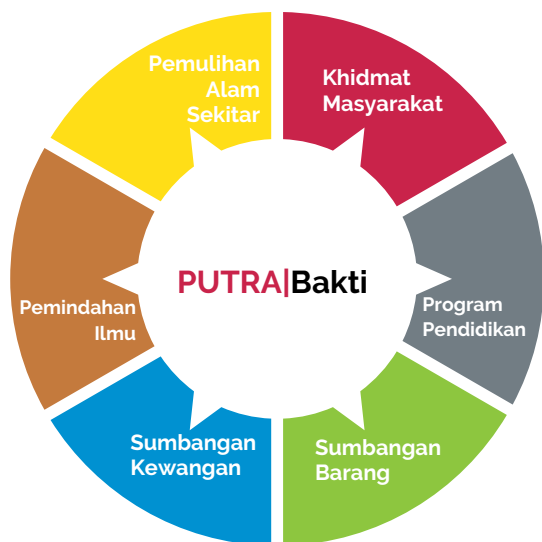 Pemulihan
Alam
Sekitar
Khidmat
Masyarakat
PUTRA|Bakti
Pemindahan
Ilmu
Program
Pendidikan
Sumbangan
Kewangan
Sumbangan
Barang